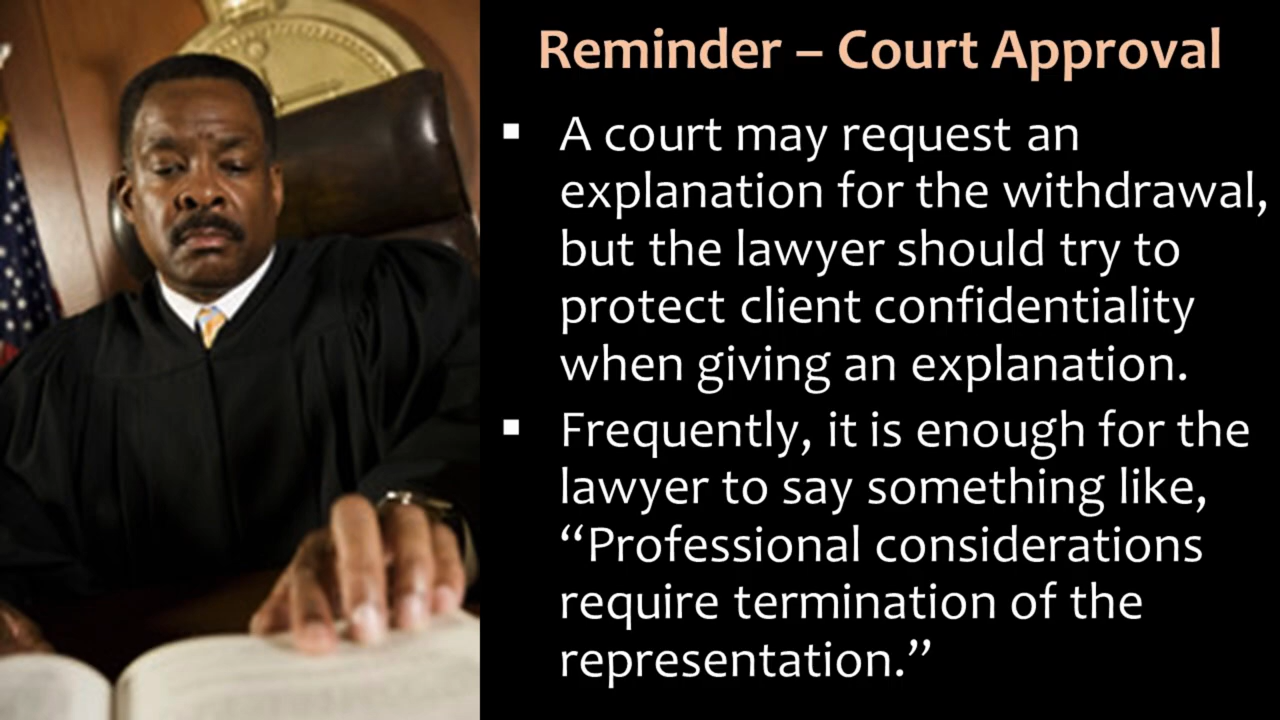 Reminder – Court Approval
▪ A court may request an
explanation for the withdrawal,
but the lawyer should try to
protect client confidentiality
when giving an explanation.
▪ Frequently, it is enough for the
lawyer to say something like,
“Professional considerations
require termination of the
representation.”